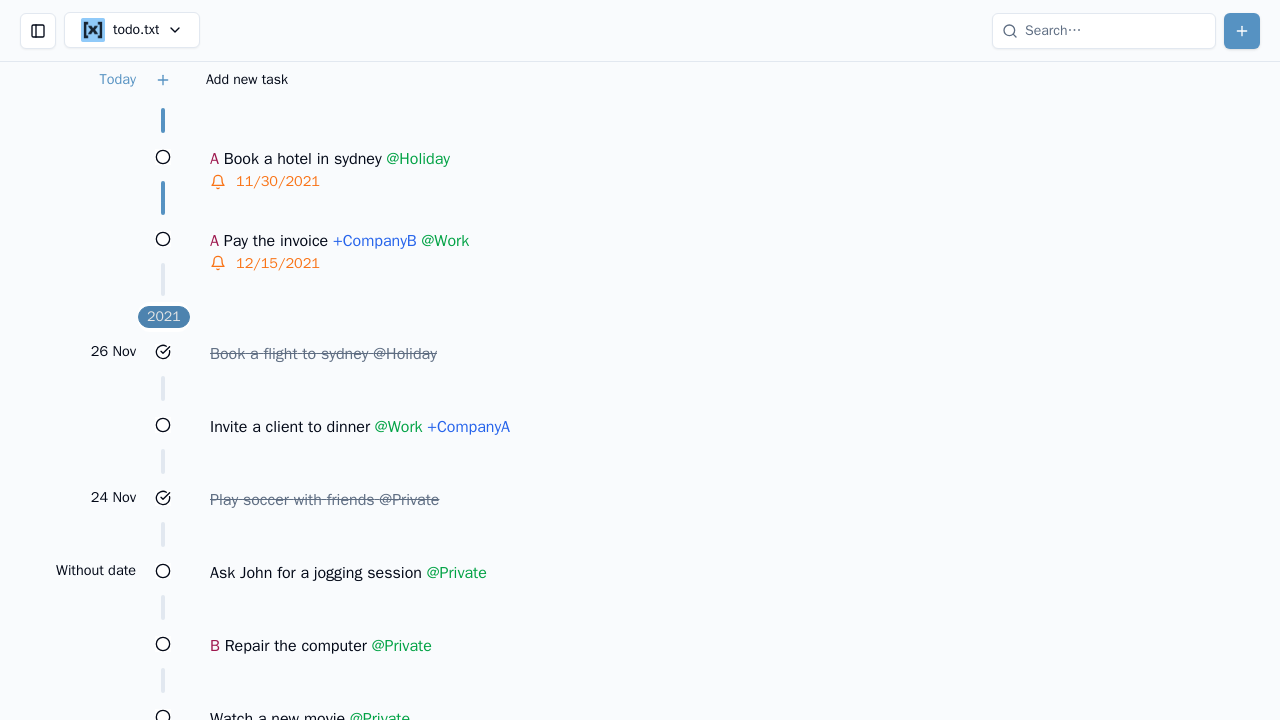 [x] todo.txt
Search…
Today
Add new task
A Book a hotel in sydney @Holiday
11/30/2021
A Pay the invoice +CompanyB @Work
12/15/2021
2021
26 Nov
Book a flight to sydney @Holiday
Invite a client to dinner @Work +CompanyA
24 Nov
Play soccer with friends @Private
Without date
Ask John for a jogging session @Private
B Repair the computer @Private
Watch a new movie @Private